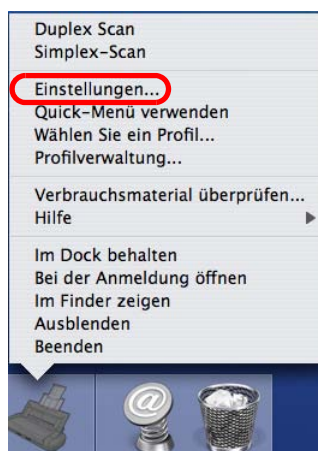 Duplex Scan
Simplex-Scan
Einstellungen...
Quick-Menü verwenden
Wählen Sie ein Profil...
Profilverwaltung...
Verbrauchsmaterial überprüfen...
Hilfe
Im Dock behalten
Bei der Anmeldung öffnen
Im Finder zeigen
Ausblenden
Beenden
@